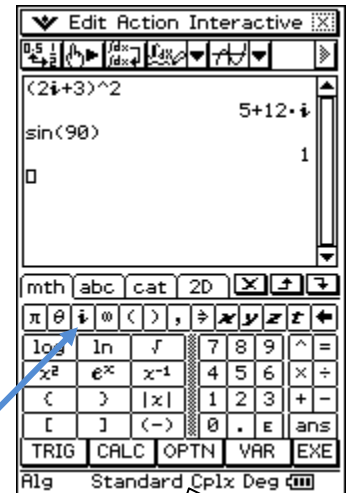 Edit Action Interactive
(2i+3)^2
5+12·i
sin(90)
1
mth abc cat 2D
π θ i ∞ ( ) , ⇒ x y z t
log ln √ 7 8 9 ^ =
x² eˣ x⁻¹ 4 5 6 × ÷
( ) |x| 1 2 3 + −
[ ] (−) 0 . E ans
TRIG CALC OPTN VAR EXE
Alg Standard Cplx Deg